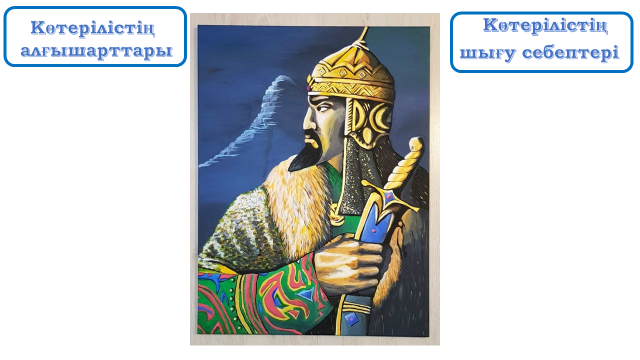 Көтерілістің
алғышарттары
Көтерілістің
шығу себептері